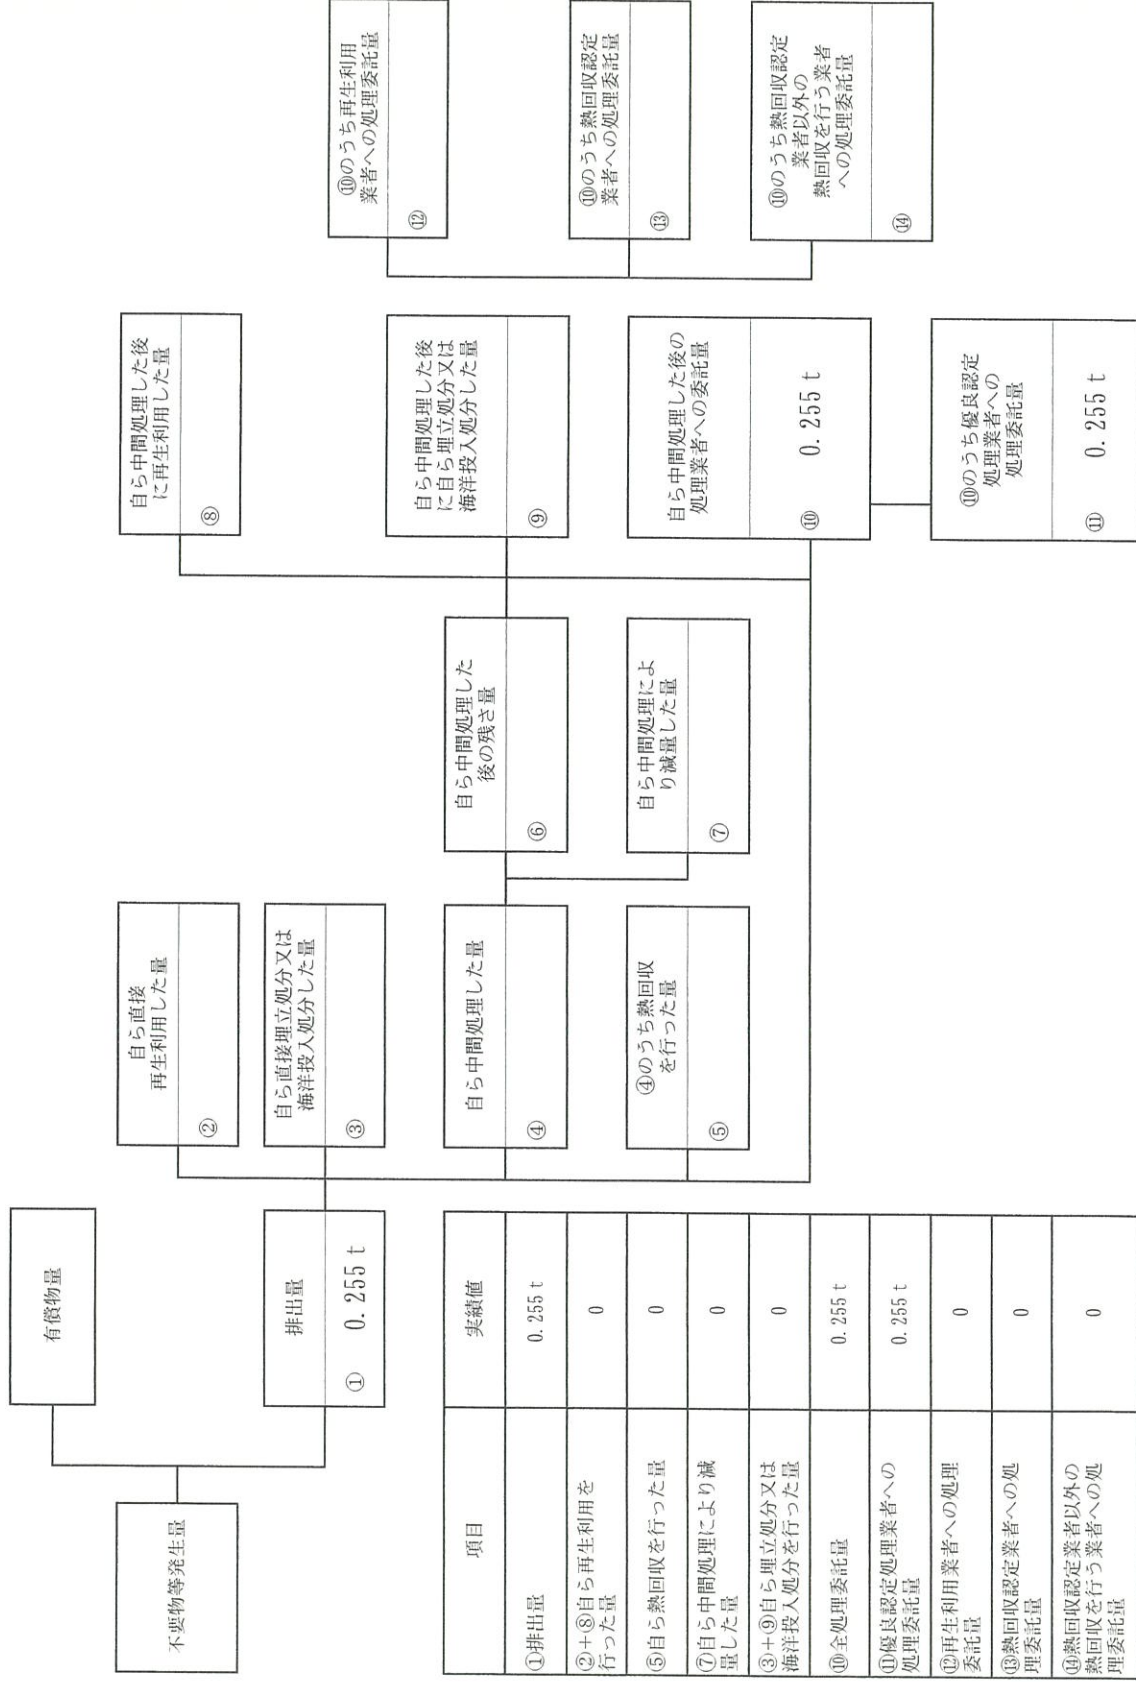 不要物等発生量
有償物量
排出量
① 0.255 t
自ら直接
再生利用した量
②
自ら直接埋立処分又は
海洋投入処分した量
③
自ら中間処理した量
④
④のうち熱回収
を行った量
⑤
自ら中間処理した
後の残さ量
⑥
自ら中間処理によ
り減量した量
⑦
自ら中間処理した後
に再生利用した量
⑧
自ら中間処理した後
に自ら埋立処分又は
海洋投入処分した量
⑨
自ら中間処理した後の
処理業者への委託量
⑩ 0.255 t
⑩のうち優良認定
処理業者への
処理委託量
⑪ 0.255 t
⑩のうち再生利用
業者への処理委託量
⑫
⑩のうち熱回収認定
業者への処理委託量
⑬
⑩のうち熱回収認定
業者以外の
熱回収を行う業者
への処理委託量
⑭
項目 実績値
①排出量 0.255 t
②+⑧自ら再生利用を
行った量 0
⑤自ら熱回収を行った量 0
⑦自ら中間処理により減
量した量 0
③+⑨自ら埋立処分又は
海洋投入処分を行った量 0
⑩全処理委託量 0.255 t
⑪優良認定処理業者への
処理委託量 0.255 t
⑫再生利用業者への処理
委託量 0
⑬熱回収認定業者への処
理委託量 0
⑭熱回収認定業者以外の
熱回収を行う業者への処
理委託量 0